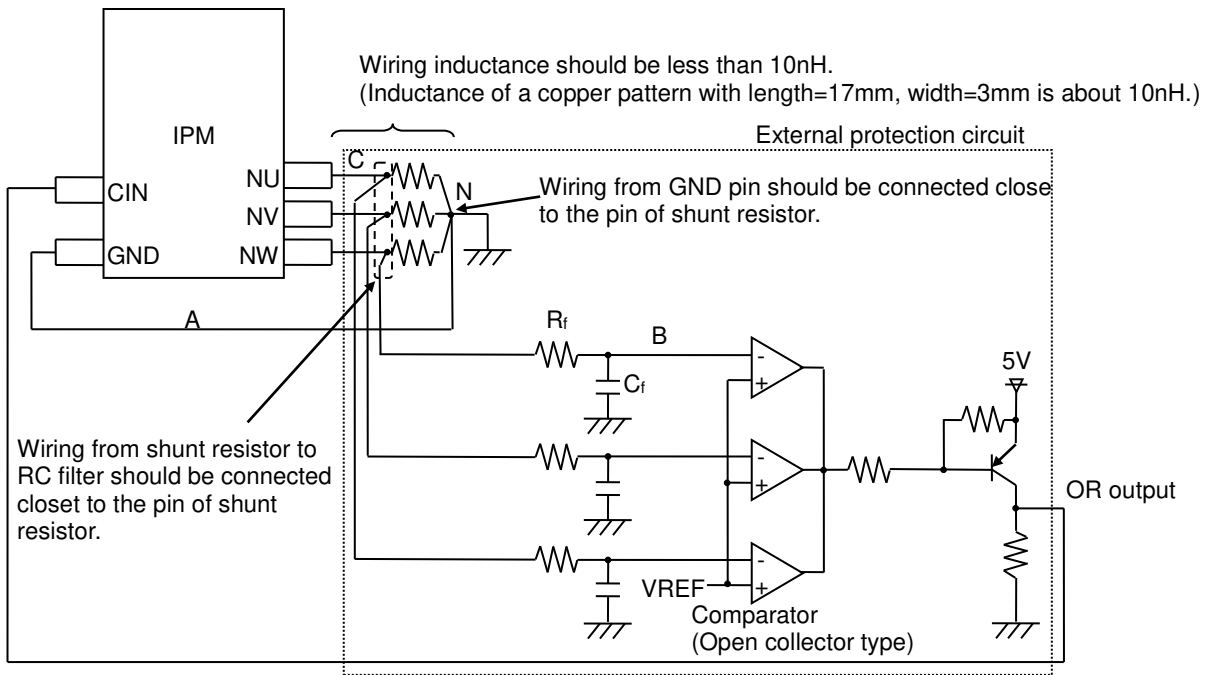 Wiring inductance should be less than 10nH.
(Inductance of a copper pattern with length=17mm, width=3mm is about 10nH.)
External protection circuit
IPM
C
NU
CIN
NV
N
Wiring from GND pin should be connected close
to the pin of shunt resistor.
GND
NW
A
Rf
B
Cf
-
+
5V
Wiring from shunt resistor to
RC filter should be connected
closet to the pin of shunt
resistor.
-
+
OR output
-
+
VREF
Comparator
(Open collector type)